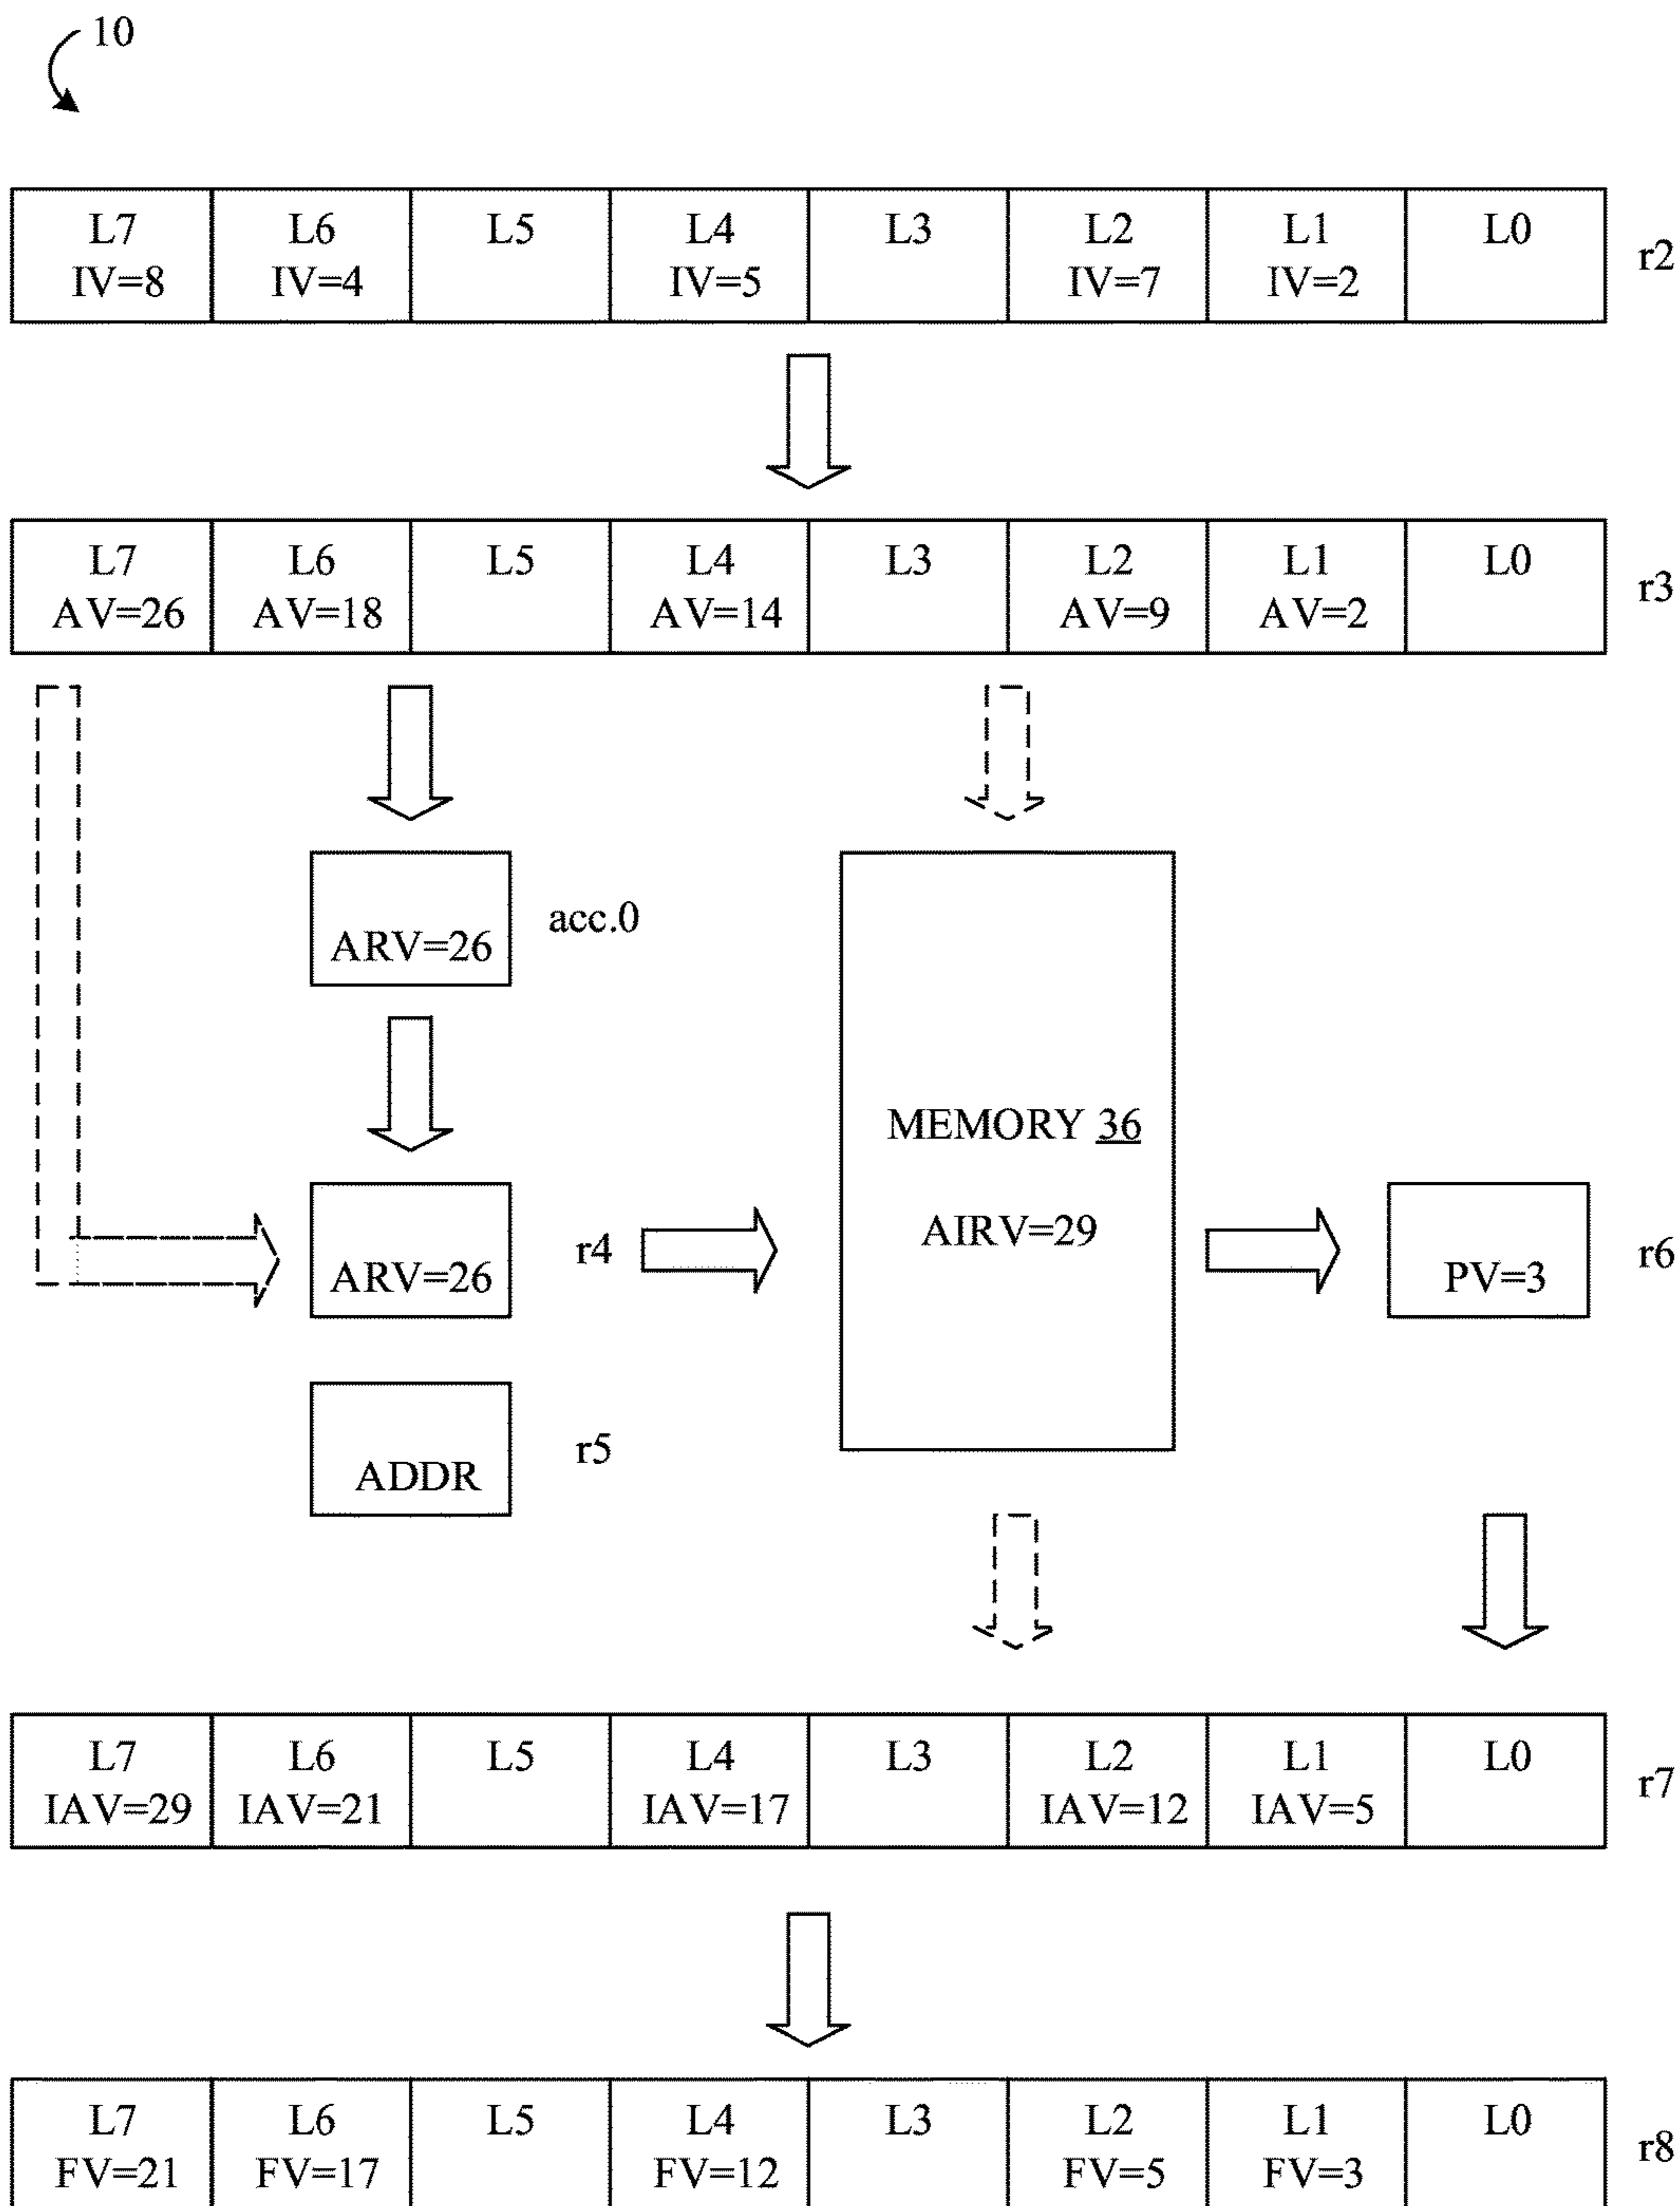 10
L7 L6 L5 L4 L3 L2 L1 L0
IV=8 IV=4 IV=5 IV=7 IV=2
r2
L7 L6 L5 L4 L3 L2 L1 L0
AV=26 AV=18 AV=14 AV=9 AV=2
r3
ARV=26
acc.0
MEMORY 36
AIRV=29
ARV=26
r4
PV=3
r6
ADDR
r5
L7 L6 L5 L4 L3 L2 L1 L0
IAV=29 IAV=21 IAV=17 IAV=12 IAV=5
r7
L7 L6 L5 L4 L3 L2 L1 L0
FV=21 FV=17 FV=12 FV=5 FV=3
r8